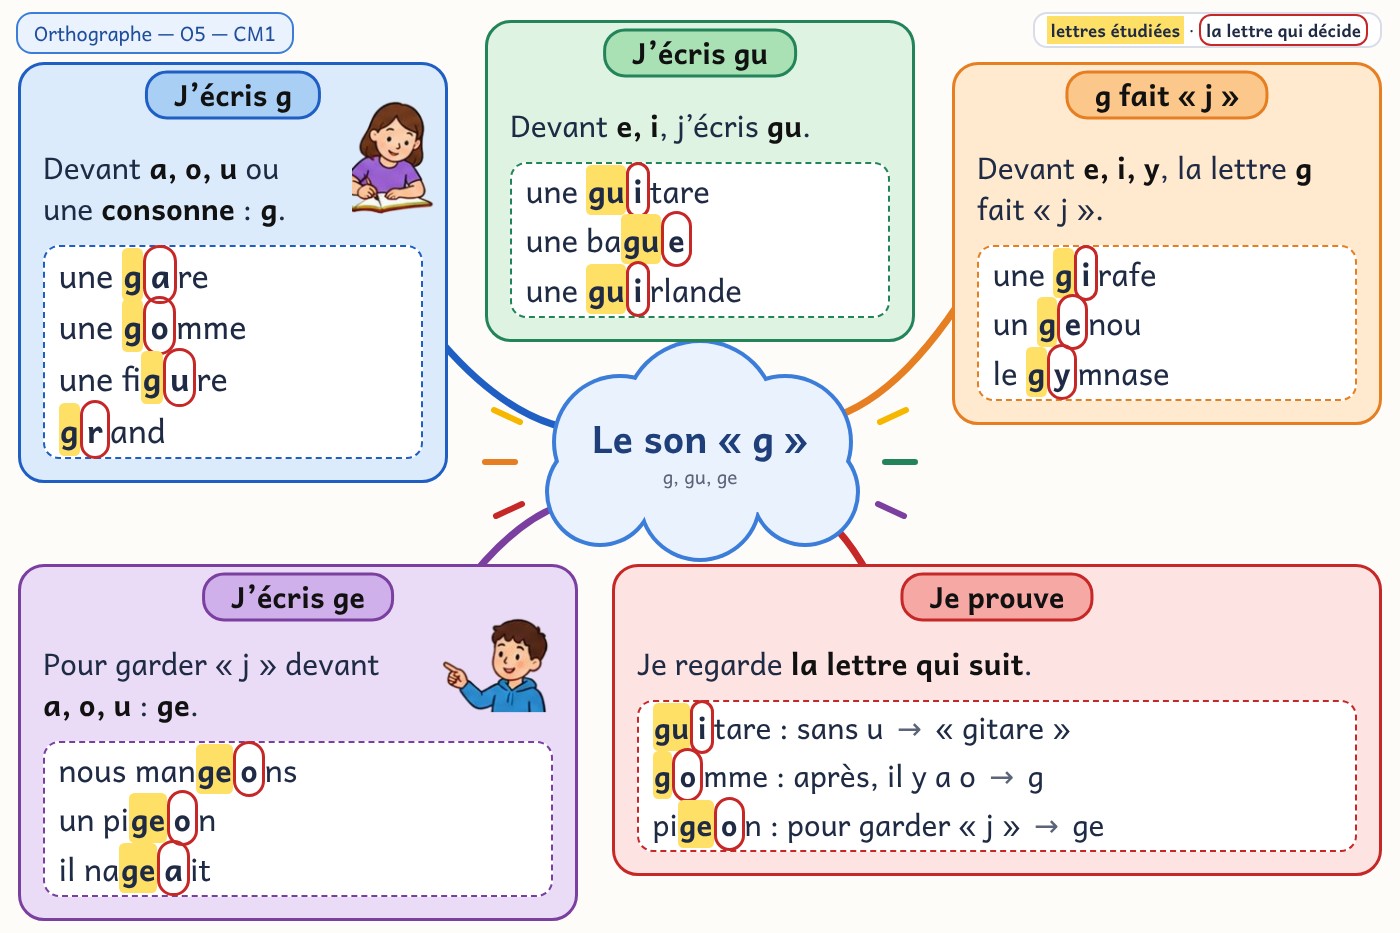 Orthographe — O5 — CM1
lettres étudiées · la lettre qui décide
J’écris g
Devant a, o, u ou
une consonne : g.
une gare
une gomme
une figure
grand
J’écris gu
Devant e, i, j’écris gu.
une guitare
une bague
une guirlande
g fait « j »
Devant e, i, y, la lettre g
fait « j ».
une girafe
un genou
le gymnase
Le son « g »
g, gu, ge
J’écris ge
Pour garder « j » devant
a, o, u : ge.
nous mangeons
un pigeon
il nageait
Je prouve
Je regarde la lettre qui suit.
guitare : sans u → « gitare »
gomme : après, il y a o → g
pigeon : pour garder « j » → ge